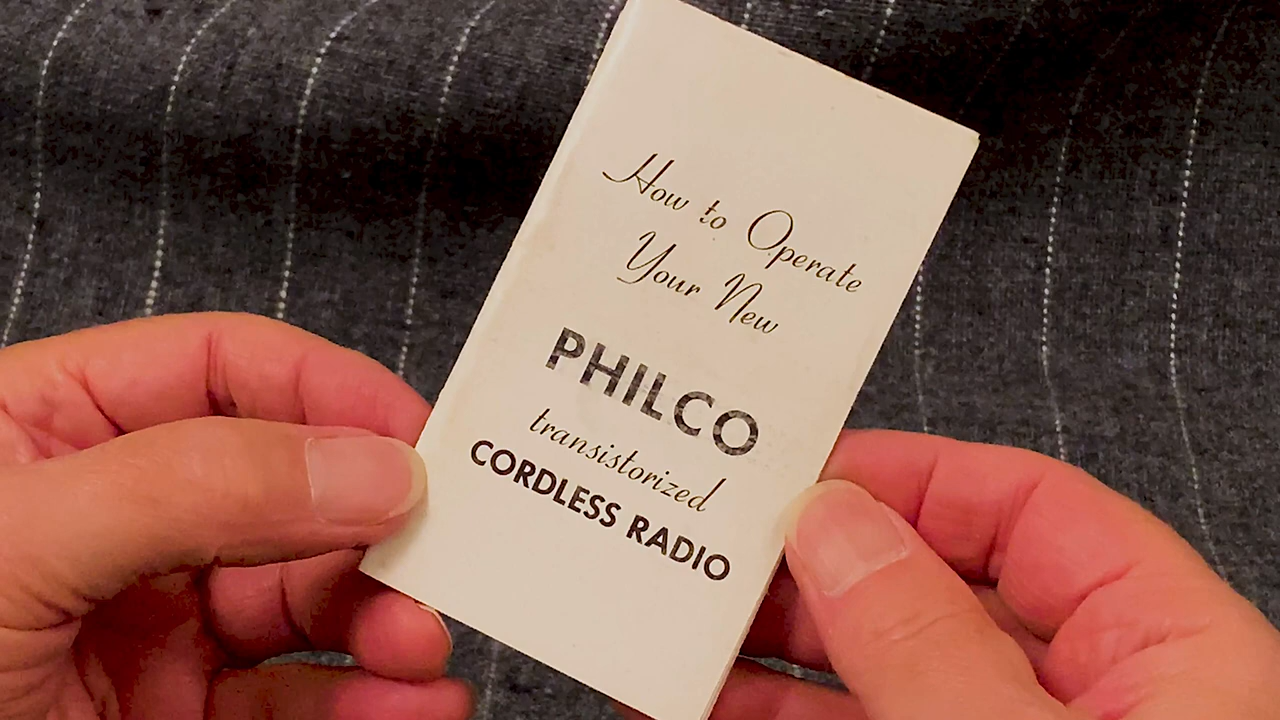 How to Operate
Your New
PHILCO
transistorized
CORDLESS RADIO